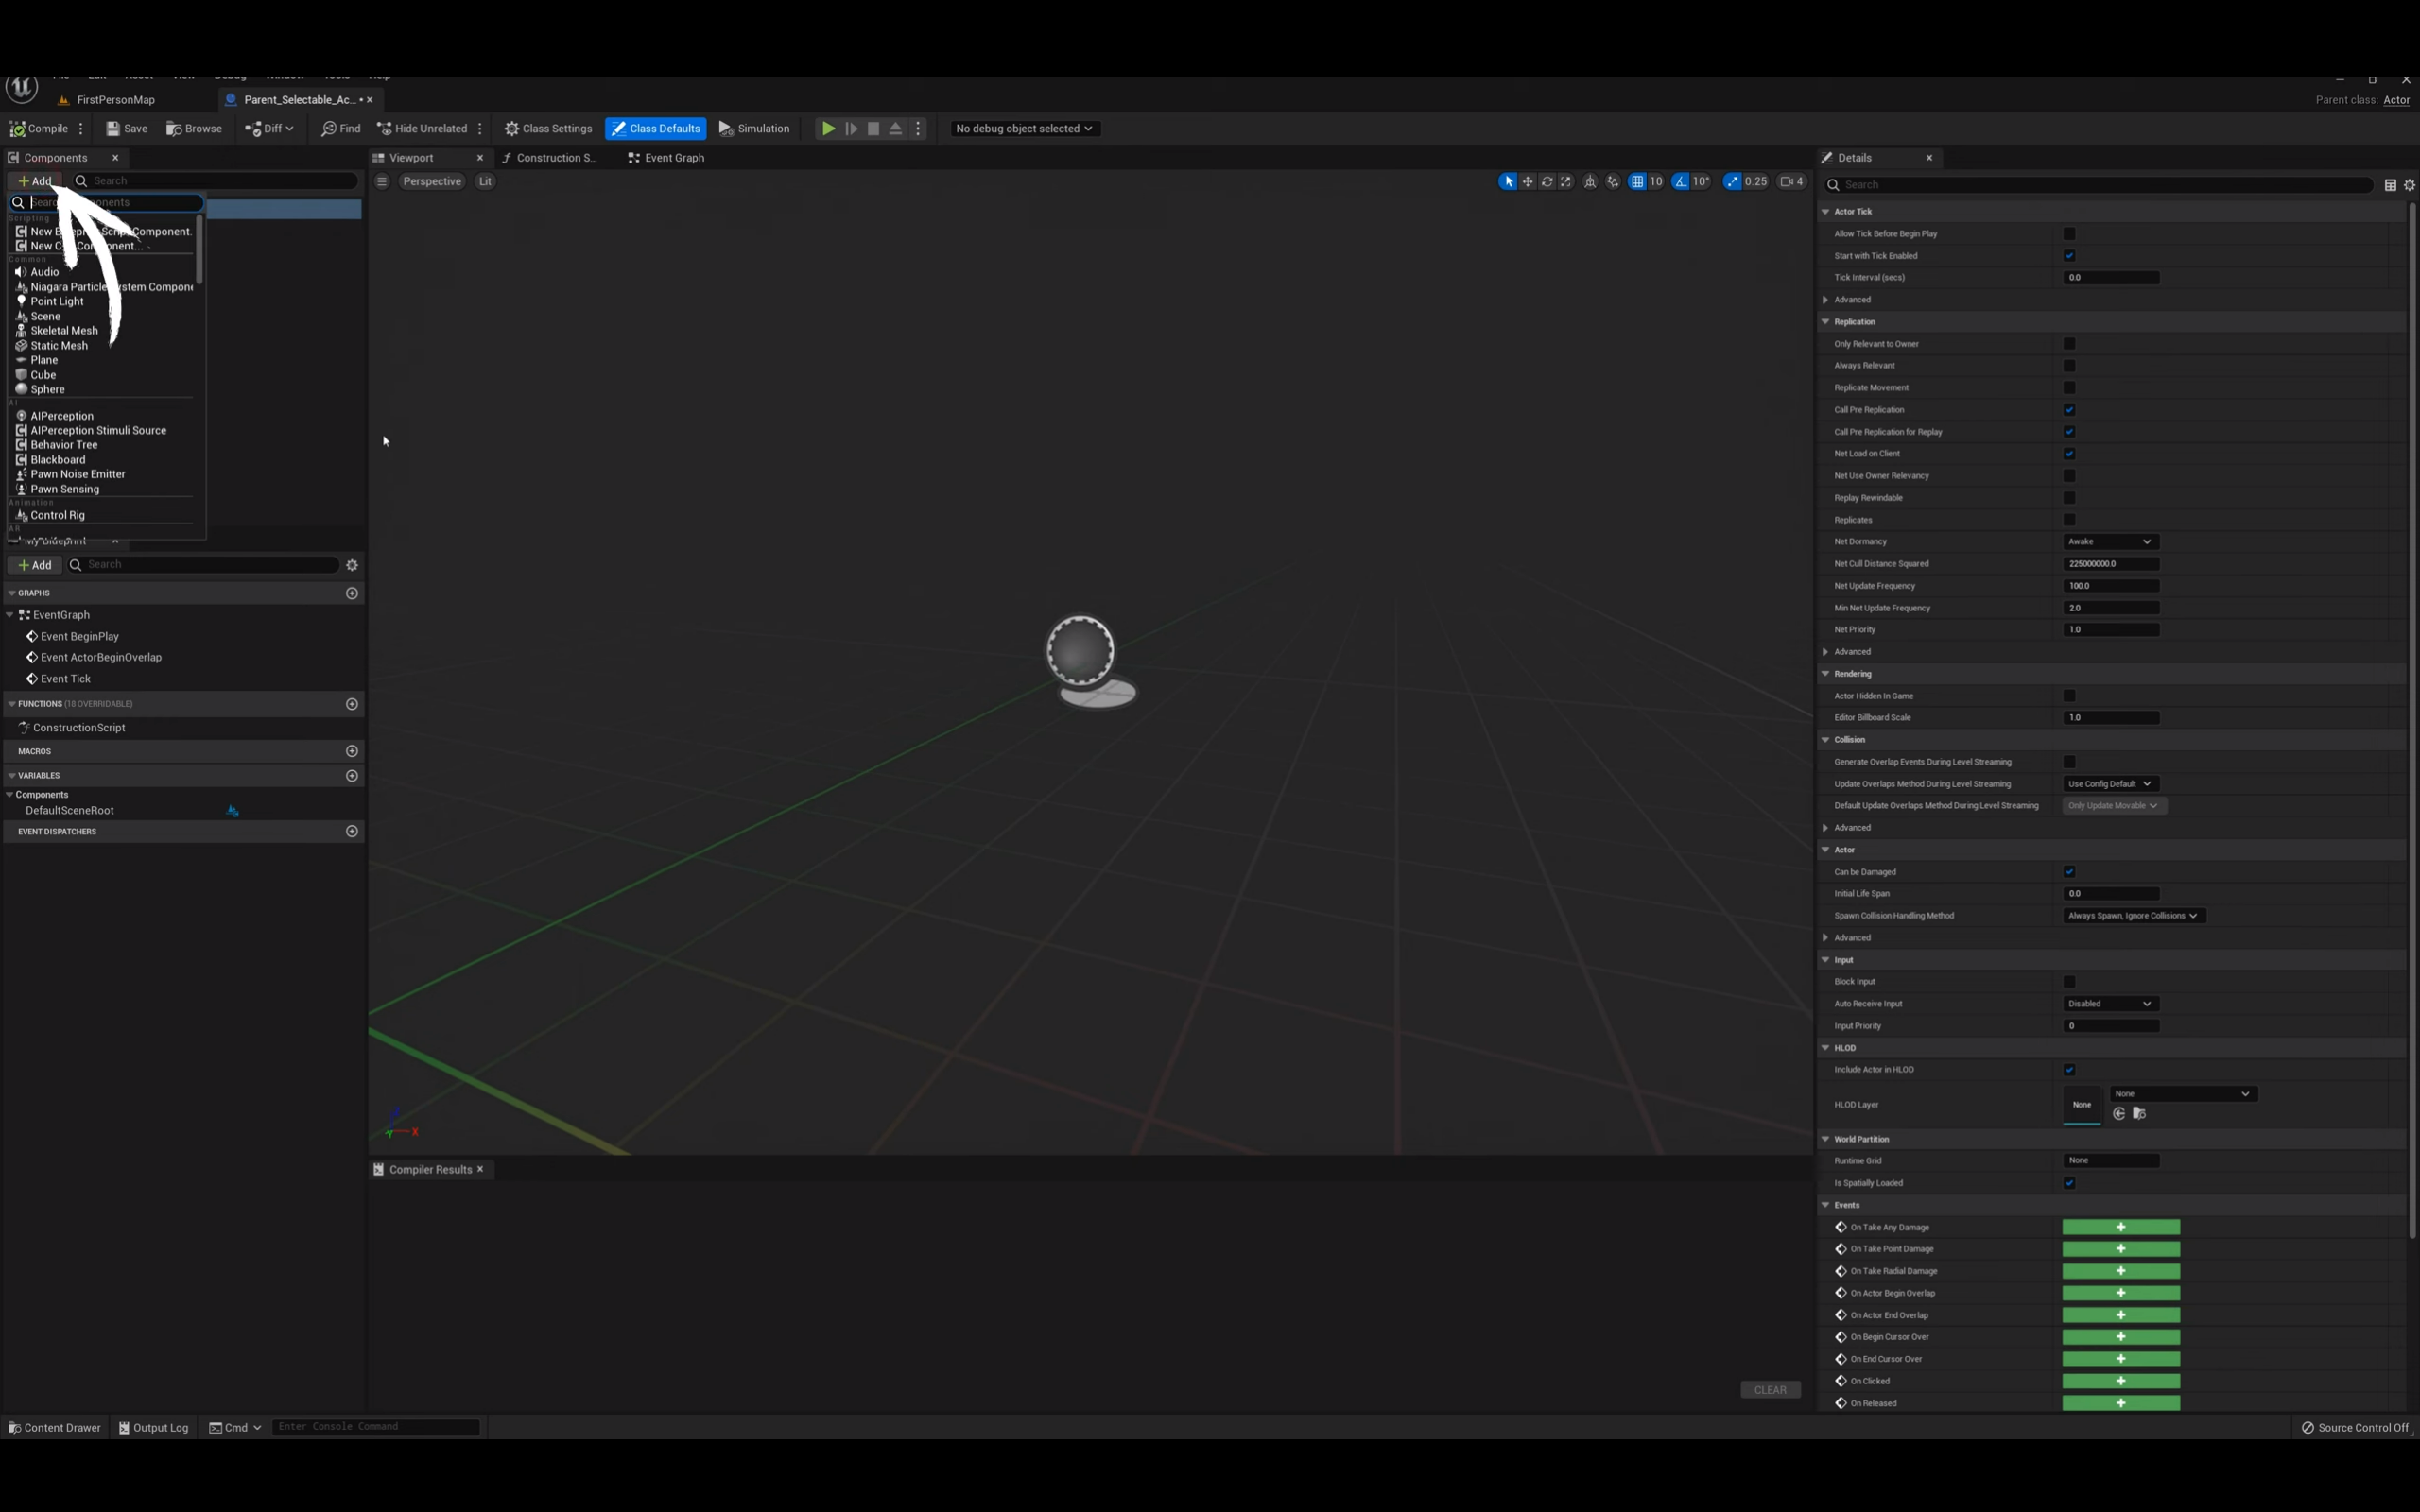 File Edit Asset View Debug Window Tools Help
FirstPersonMap
Parent_Selectable_Ac... •
Parent class: Actor
Compile Save Browse Diff Find Hide Unrelated Class Settings Class Defaults Simulation No debug object selected
Components
Add Search
Scripting
New C
Common
Audio
Niagara Particle
Point Light
Scene
Skeletal Mesh
Static Mesh
Plane
Cube
Sphere
AI
AIPerception
AIPerception Stimuli Source
Behavior Tree
Blackboard
Pawn Noise Emitter
Pawn Sensing
Animation
Control Rig
AR
MyBlueprint
Add Search
GRAPHS
EventGraph
Event BeginPlay
Event ActorBeginOverlap
Event Tick
FUNCTIONS (18 OVERRIDABLE)
ConstructionScript
MACROS
VARIABLES
Components
DefaultSceneRoot
EVENT DISPATCHERS
Viewport
Construction S...
Event Graph
Perspective Lit
10 10° 0.25 4
X
Compiler Results
CLEAR
Details
Search
Actor Tick
Allow Tick Before Begin Play
Start with Tick Enabled
Tick Interval (secs) 0.0
Advanced
Replication
Only Relevant to Owner
Always Relevant
Replicate Movement
Call Pre Replication
Call Pre Replication for Replay
Net Load on Client
Net Use Owner Relevancy
Replay Rewindable
Replicates
Net Dormancy Awake
Net Cull Distance Squared 225000000.0
Net Update Frequency 100.0
Min Net Update Frequency 2.0
Net Priority 1.0
Advanced
Rendering
Actor Hidden In Game
Editor Billboard Scale 1.0
Collision
Generate Overlap Events During Level Streaming
Update Overlaps Method During Level Streaming Use Config Default
Default Update Overlaps Method During Level Streaming Only Update Movable
Advanced
Actor
Can be Damaged
Initial Life Span 0.0
Spawn Collision Handling Method Always Spawn, Ignore Collisions
Advanced
Input
Block Input
Auto Receive Input Disabled
Input Priority 0
HLOD
Include Actor in HLOD
HLOD Layer None None
World Partition
Runtime Grid None
Is Spatially Loaded
Events
On Take Any Damage
On Take Point Damage
On Take Radial Damage
On Actor Begin Overlap
On Actor End Overlap
On Begin Cursor Over
On End Cursor Over
On Clicked
On Released
Content Drawer Output Log Cmd Enter Console Command
Source Control Off